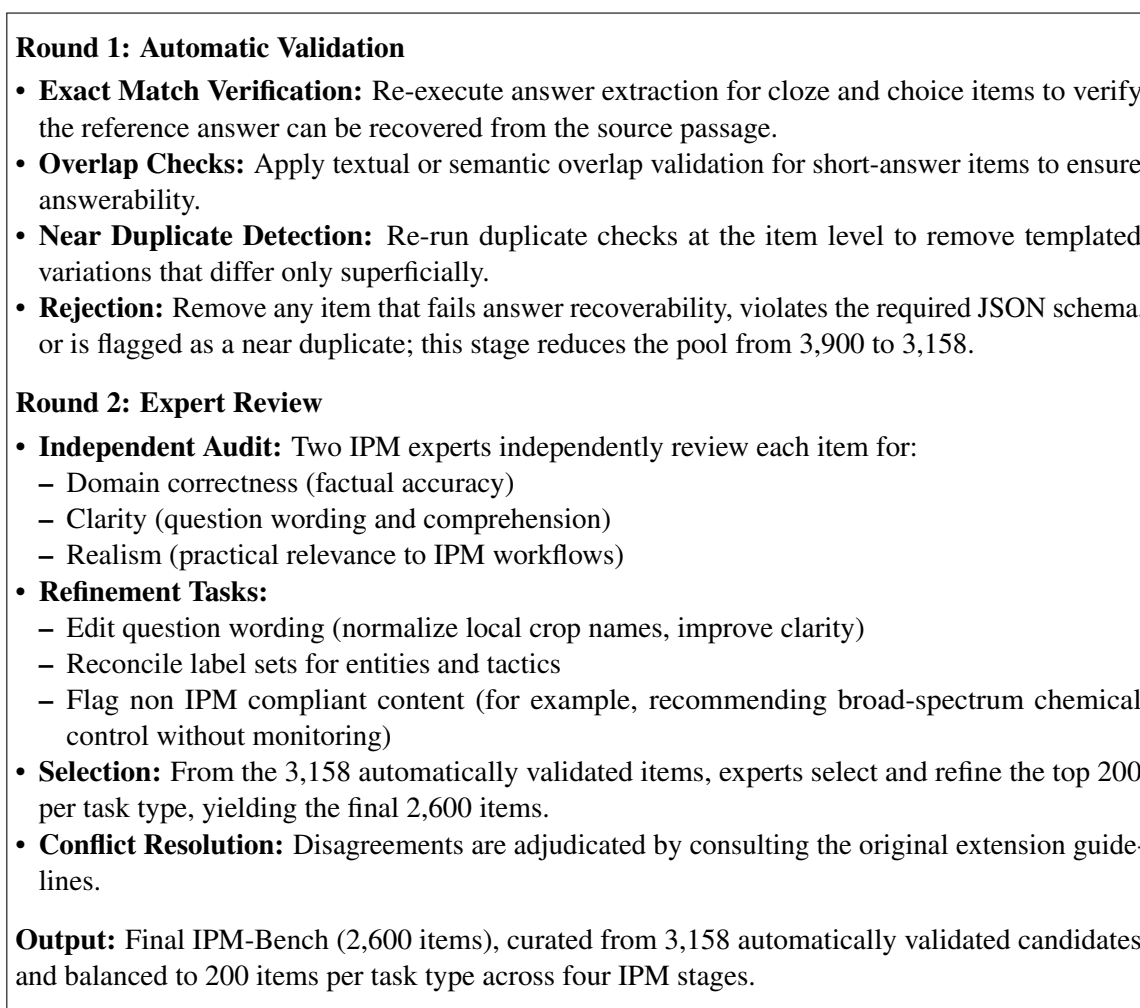 Round 1: Automatic Validation
• Exact Match Verification: Re-execute answer extraction for cloze and choice items to verify
the reference answer can be recovered from the source passage.
• Overlap Checks: Apply textual or semantic overlap validation for short-answer items to ensure
answerability.
• Near Duplicate Detection: Re-run duplicate checks at the item level to remove templated
variations that differ only superficially.
• Rejection: Remove any item that fails answer recoverability, violates the required JSON schema,
or is flagged as a near duplicate; this stage reduces the pool from 3,900 to 3,158.
Round 2: Expert Review
• Independent Audit: Two IPM experts independently review each item for:
– Domain correctness (factual accuracy)
– Clarity (question wording and comprehension)
– Realism (practical relevance to IPM workflows)
• Refinement Tasks:
– Edit question wording (normalize local crop names, improve clarity)
– Reconcile label sets for entities and tactics
– Flag non IPM compliant content (for example, recommending broad-spectrum chemical
control without monitoring)
• Selection: From the 3,158 automatically validated items, experts select and refine the top 200
per task type, yielding the final 2,600 items.
• Conflict Resolution: Disagreements are adjudicated by consulting the original extension guide-
lines.
Output: Final IPM-Bench (2,600 items), curated from 3,158 automatically validated candidates
and balanced to 200 items per task type across four IPM stages.